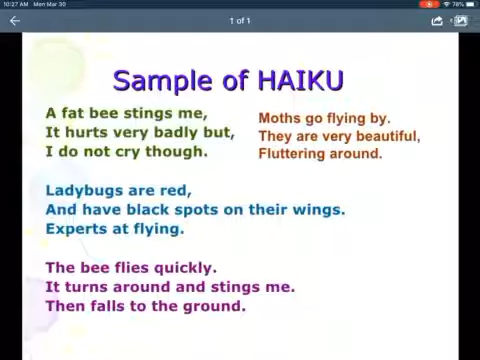 10:27 AM Mon Mar 30
78%
1 of 1
Sample of HAIKU
A fat bee stings me,
It hurts very badly but,
I do not cry though.
Moths go flying by.
They are very beautiful,
Fluttering around.
Ladybugs are red,
And have black spots on their wings.
Experts at flying.
The bee flies quickly.
It turns around and stings me.
Then falls to the ground.